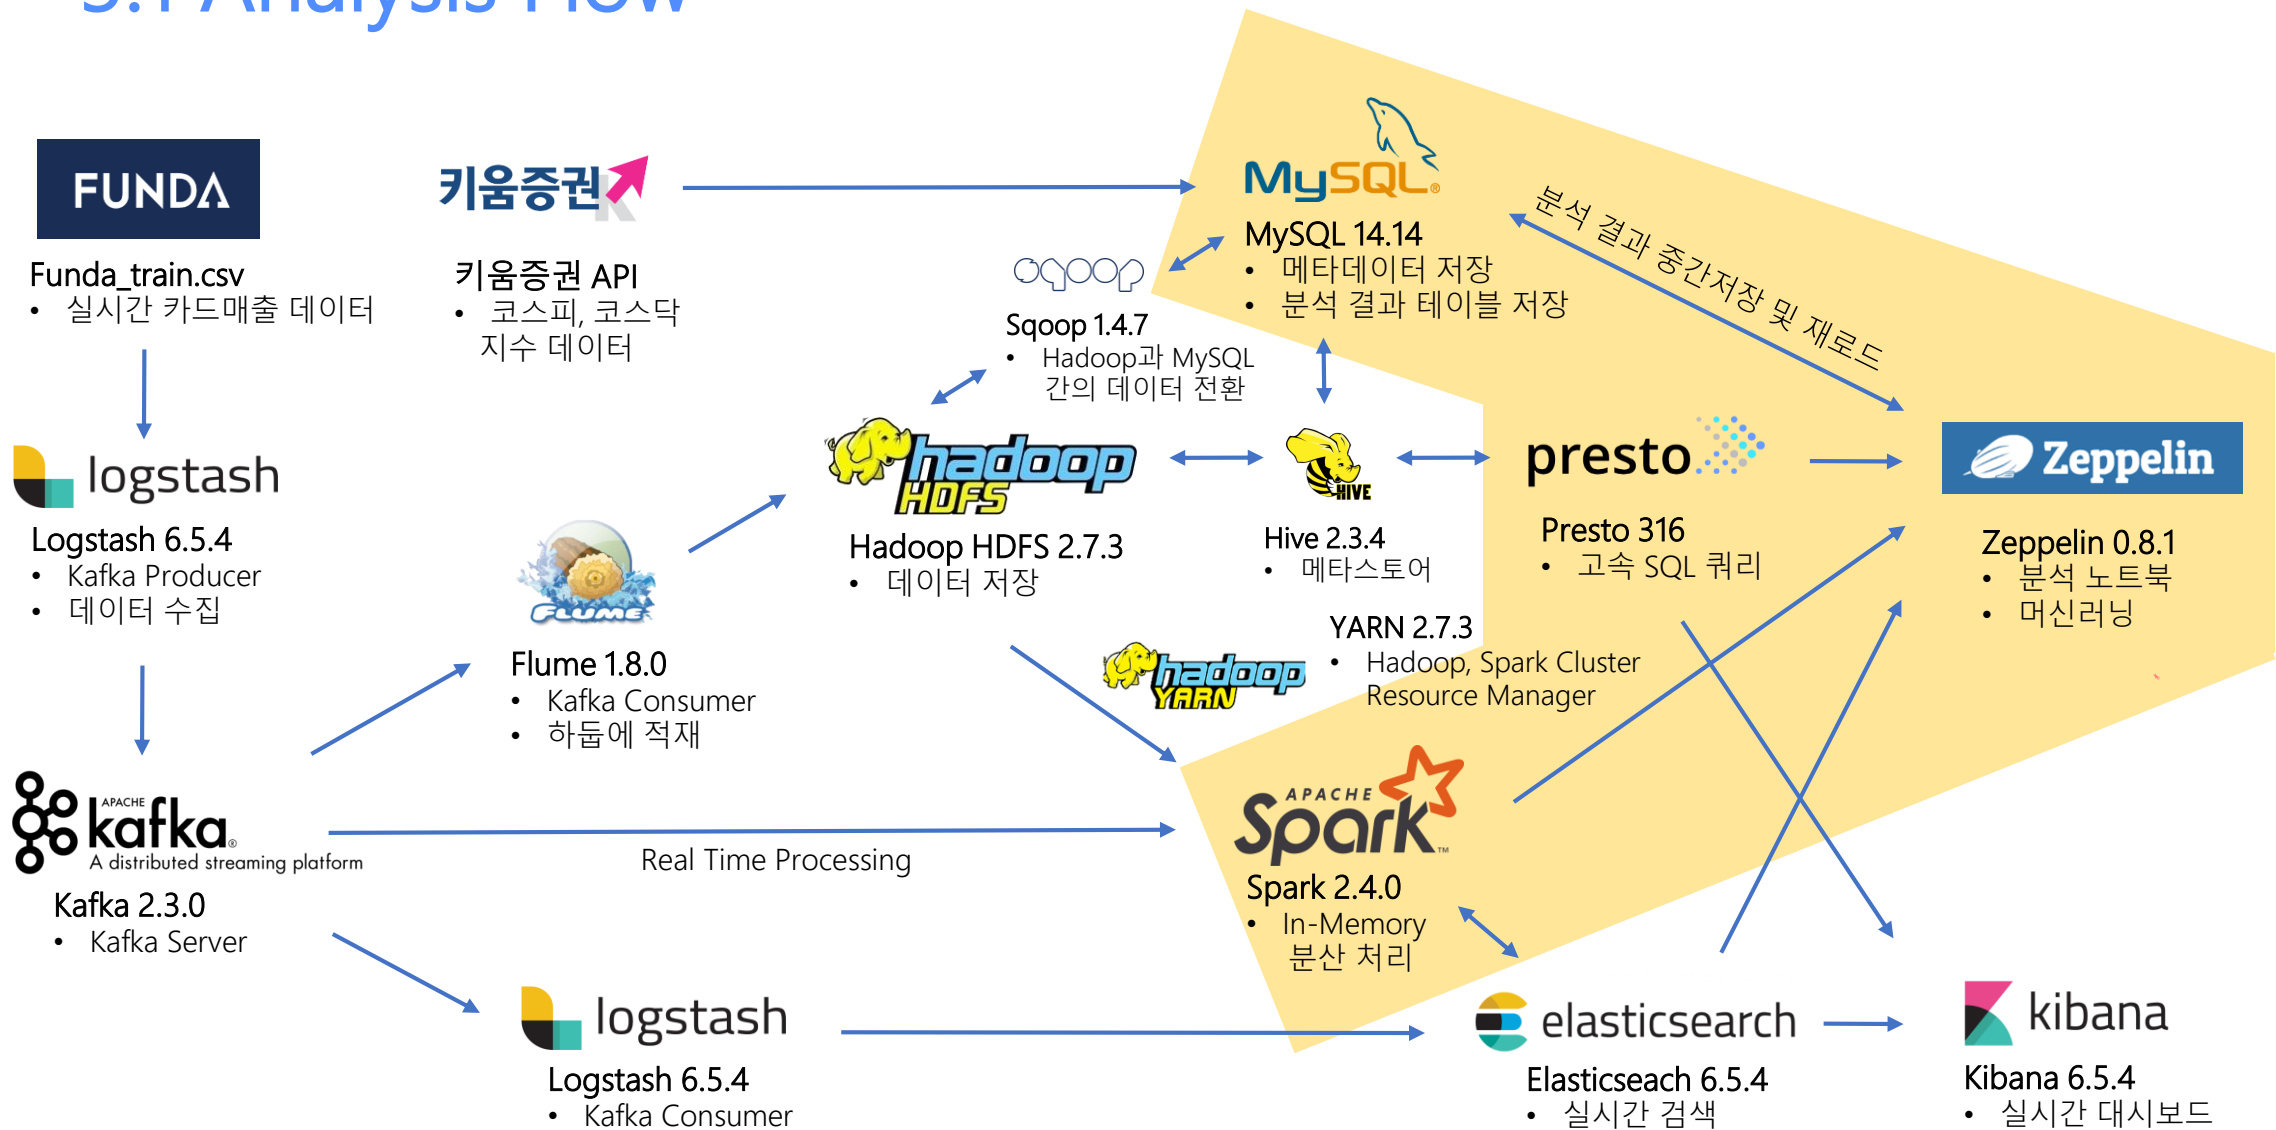 3.1 Analysis Flow
FUNDA
Funda_train.csv
• 실시간 카드매출 데이터
키움증권
키움증권 API
• 코스피, 코스닥
지수 데이터
MySQL®
MySQL 14.14
• 메타데이터 저장
• 분석 결과 테이블 저장
분석 결과 중간저장 및 재로드
sqoop
Sqoop 1.4.7
• Hadoop과 MySQL
간의 데이터 전환
logstash
Logstash 6.5.4
• Kafka Producer
• 데이터 수집
FLUME
Flume 1.8.0
• Kafka Consumer
• 하둡에 적재
hadoop
HDFS
Hadoop HDFS 2.7.3
• 데이터 저장
HIVE
Hive 2.3.4
• 메타스토어
presto
Presto 316
• 고속 SQL 쿼리
Zeppelin
Zeppelin 0.8.1
• 분석 노트북
• 머신러닝
hadoop
YARN
YARN 2.7.3
• Hadoop, Spark Cluster
Resource Manager
APACHE
kafka®
A distributed streaming platform
Kafka 2.3.0
• Kafka Server
Real Time Processing
APACHE
Spark™
Spark 2.4.0
• In-Memory
분산 처리
logstash
Logstash 6.5.4
• Kafka Consumer
elasticsearch
Elasticseach 6.5.4
• 실시간 검색
kibana
Kibana 6.5.4
• 실시간 대시보드